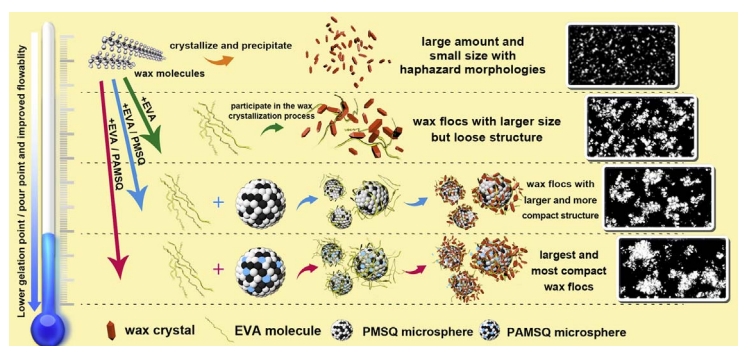 Lower gelation point / pour point and improved flowablity
wax molecules
crystallize and precipitate
large amount and
small size with
haphazard morphologies
+EVA
+EVA / PMSQ
+EVA / PAMSQ
participate in the wax
crystallization process
wax flocs with larger size
but loose structure
+
wax flocs with
larger and more
compact structure
+
largest and
most compact
wax flocs
wax crystal
EVA molecule
PMSQ microsphere
PAMSQ microsphere